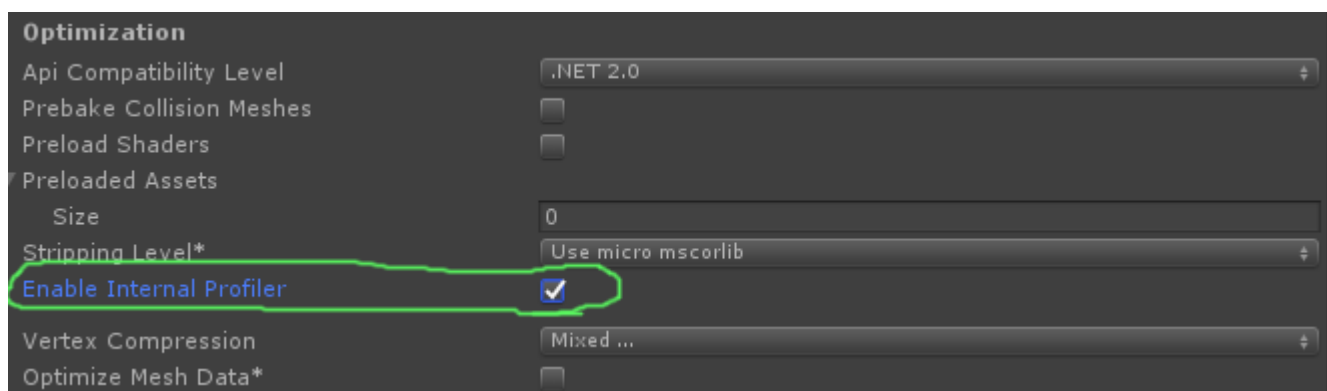 Optimization
Api Compatibility Level .NET 2.0
Prebake Collision Meshes
Preload Shaders
Preloaded Assets
Size 0
Stripping Level* Use micro mscorlib
Enable Internal Profiler
Vertex Compression Mixed ...
Optimize Mesh Data*